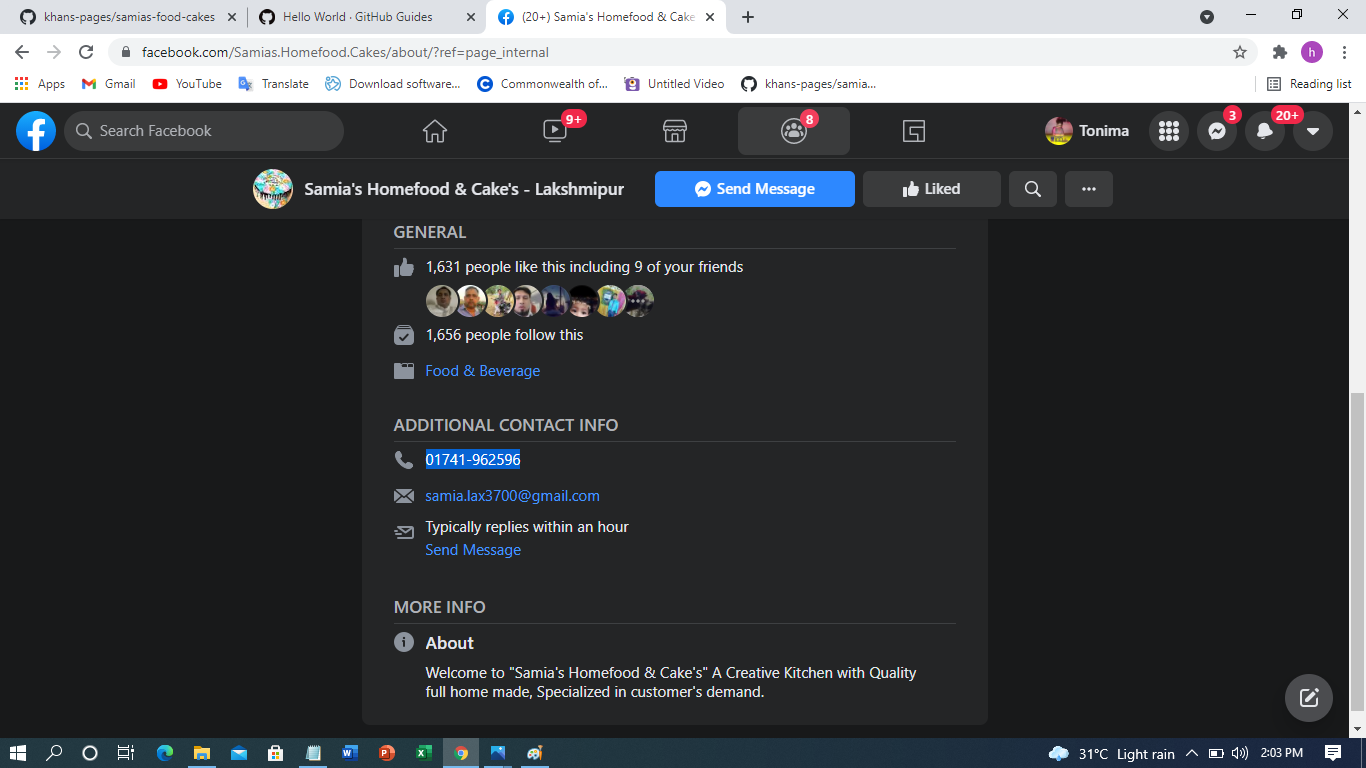 khans-pages/samias-food-cakes
Hello World · GitHub Guides
(20+) Samia's Homefood & Cake
facebook.com/Samias.Homefood.Cakes/about/?ref=page_internal
h
Apps
Gmail
YouTube
Translate
Download software...
Commonwealth of...
Untitled Video
khans-pages/samia...
Reading list
Search Facebook
9+
8
Tonima
3
20+
Samia's Homefood & Cake's - Lakshmipur
Send Message
Liked
GENERAL
1,631 people like this including 9 of your friends
1,656 people follow this
Food & Beverage
ADDITIONAL CONTACT INFO
01741-962596
samia.lax3700@gmail.com
Typically replies within an hour
Send Message
MORE INFO
About
Welcome to "Samia's Homefood & Cake's" A Creative Kitchen with Quality
full home made, Specialized in customer's demand.
31°C Light rain
2:03 PM